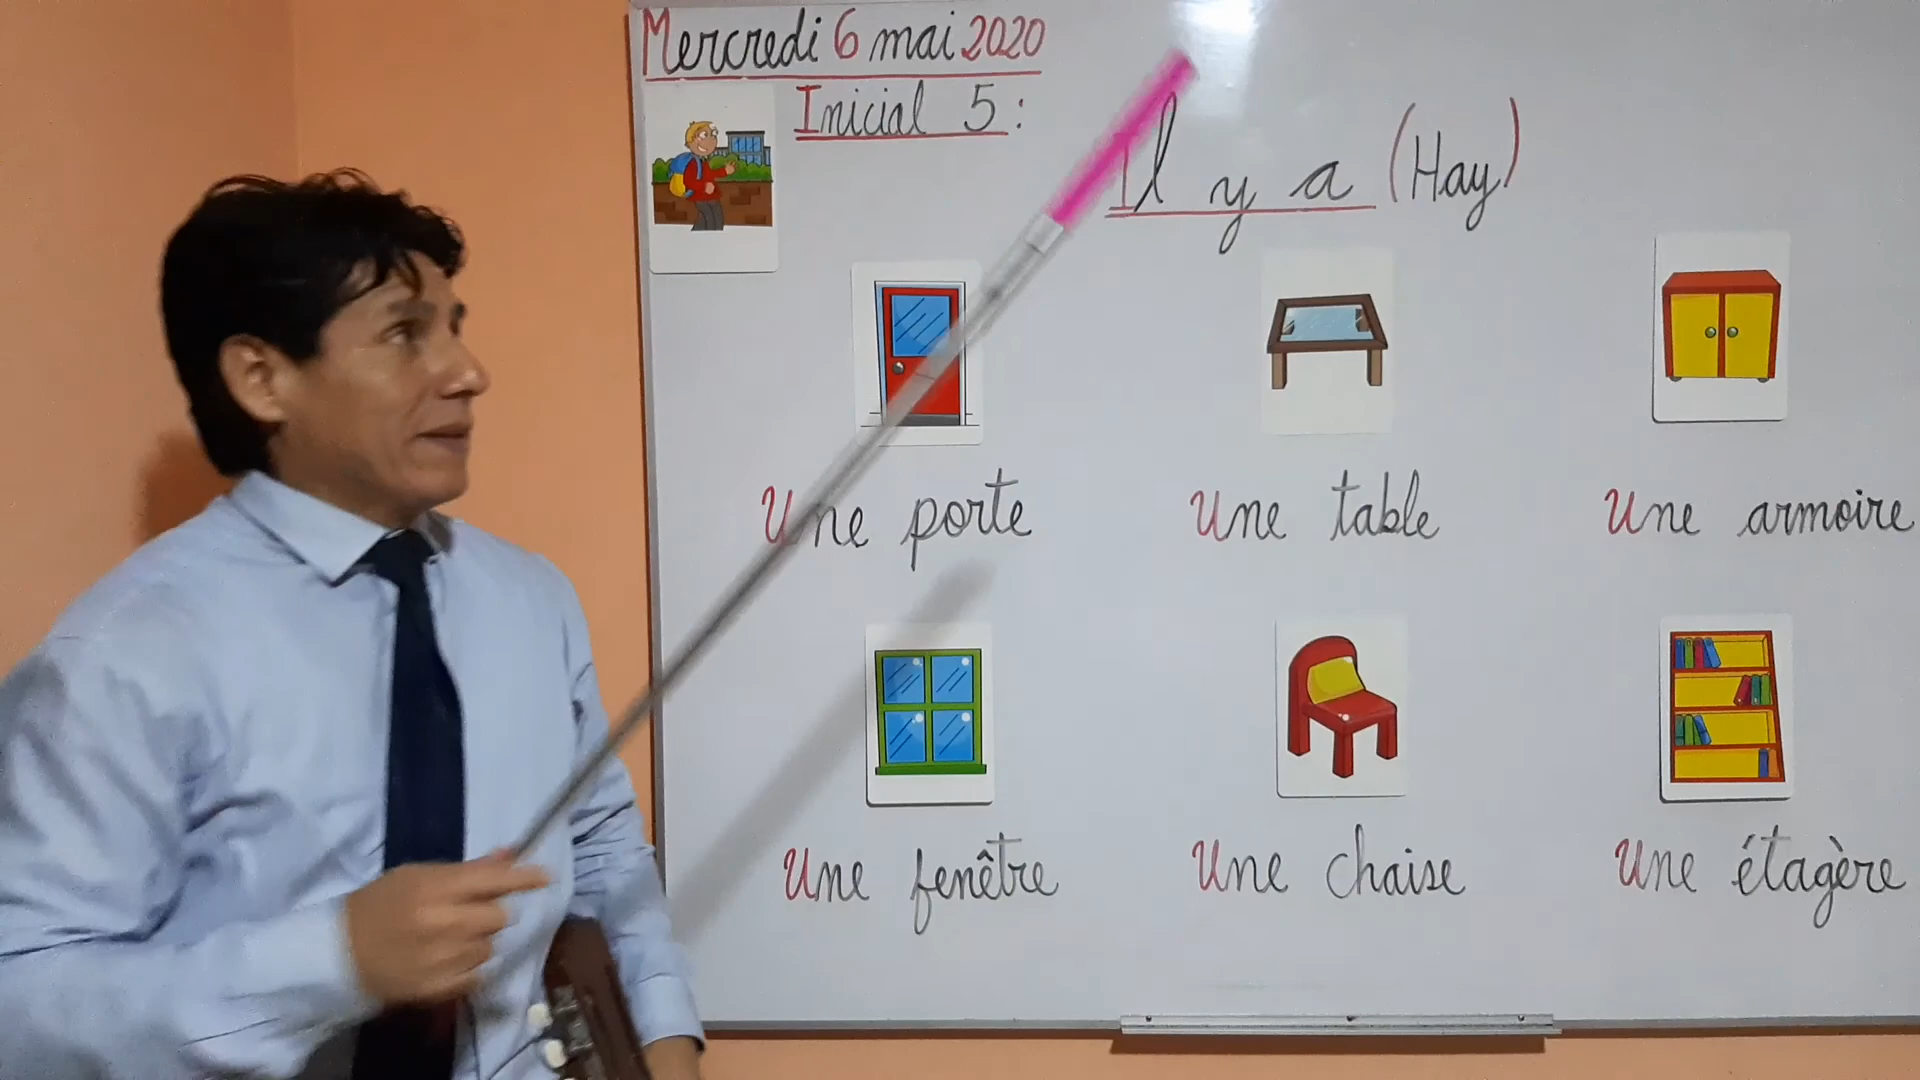 Mercredi 6 mai 2020
Inicial 5:
Il y a (Hay)
Une porte
Une table
Une armoire
Une fenêtre
Une chaise
Une étagère